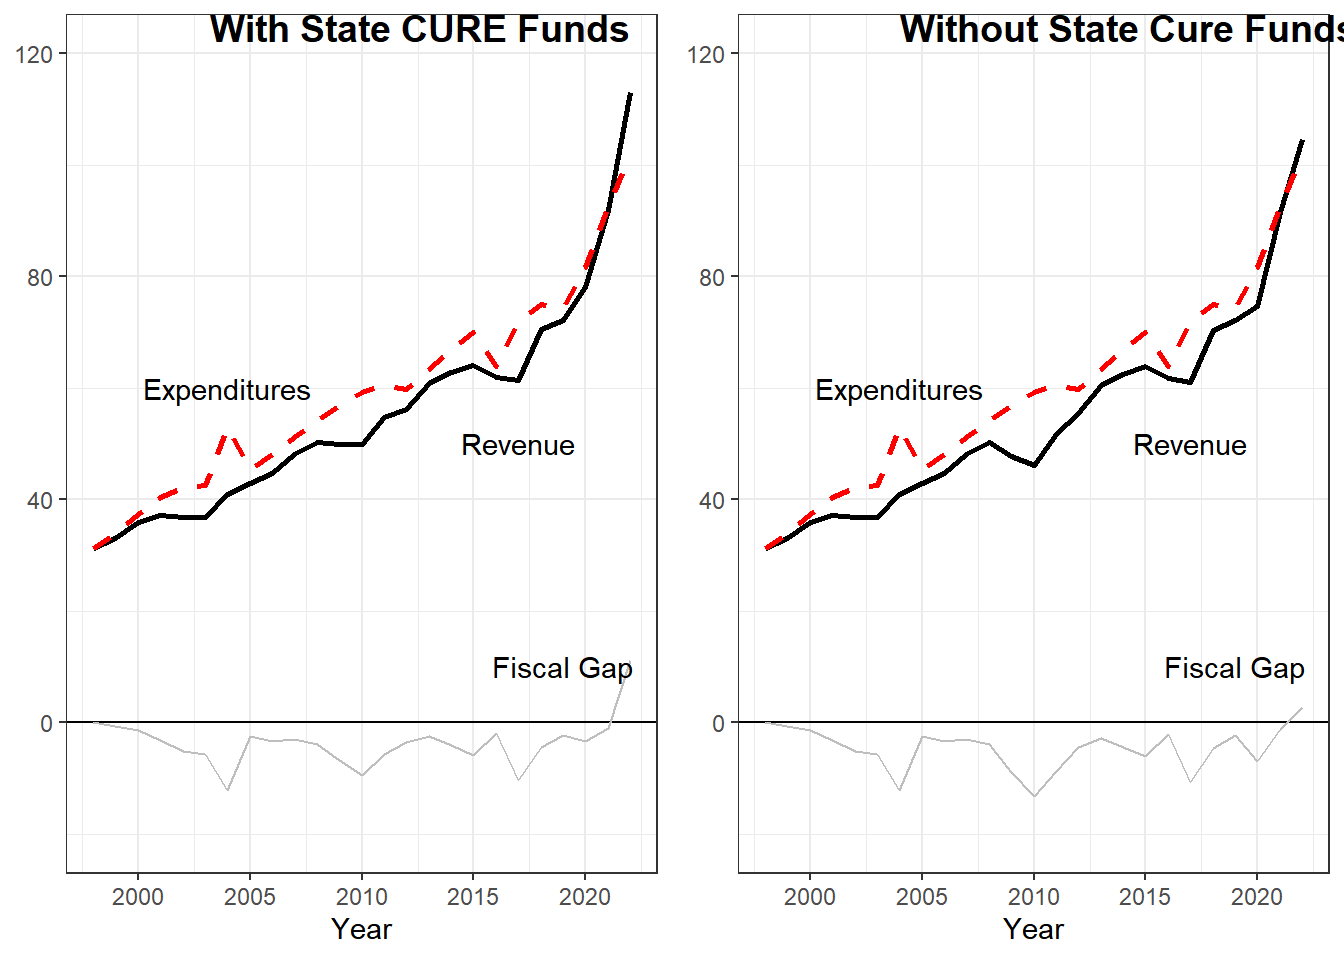 With State CURE Funds
120
80
40
0
Expenditures
Revenue
Fiscal Gap
2000 2005 2010 2015 2020
Year
Without State Cure Funds
120
80
40
0
Expenditures
Revenue
Fiscal Gap
2000 2005 2010 2015 2020
Year